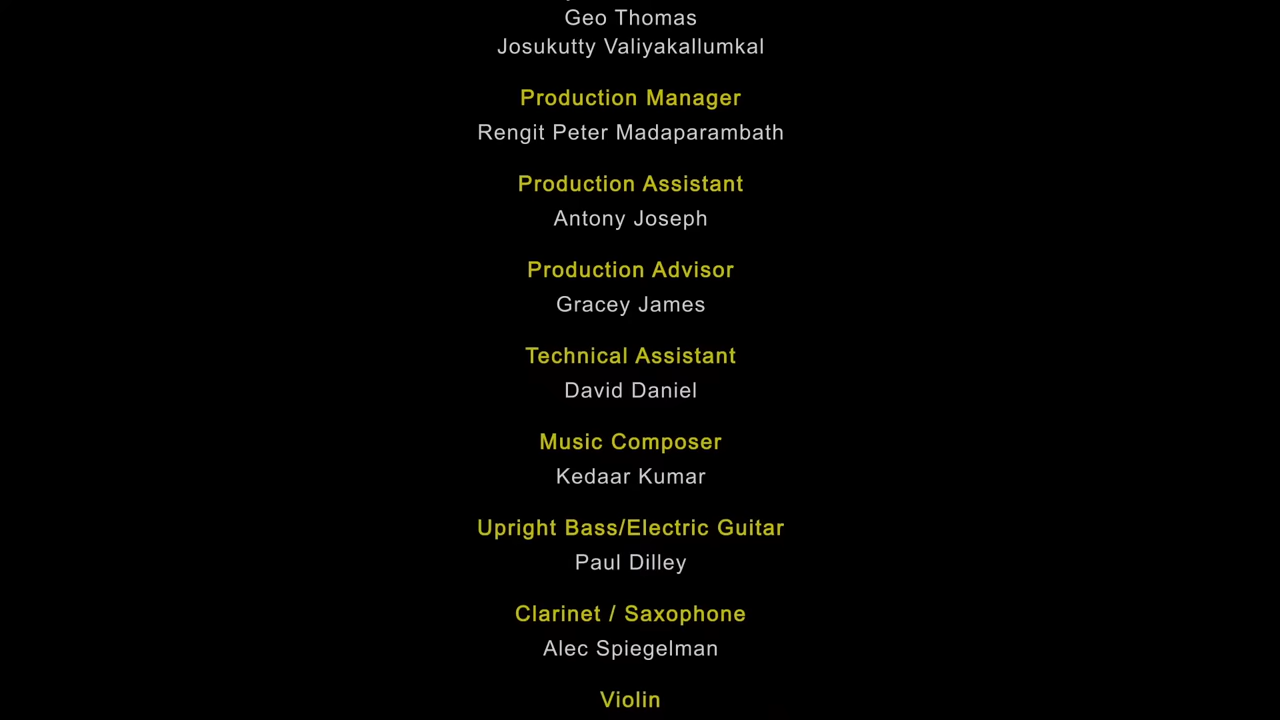 Geo Thomas
Josukutty Valiyakallumkal
Production Manager
Rengit Peter Madaparambath
Production Assistant
Antony Joseph
Production Advisor
Gracey James
Technical Assistant
David Daniel
Music Composer
Kedaar Kumar
Upright Bass/Electric Guitar
Paul Dilley
Clarinet / Saxophone
Alec Spiegelman
Violin